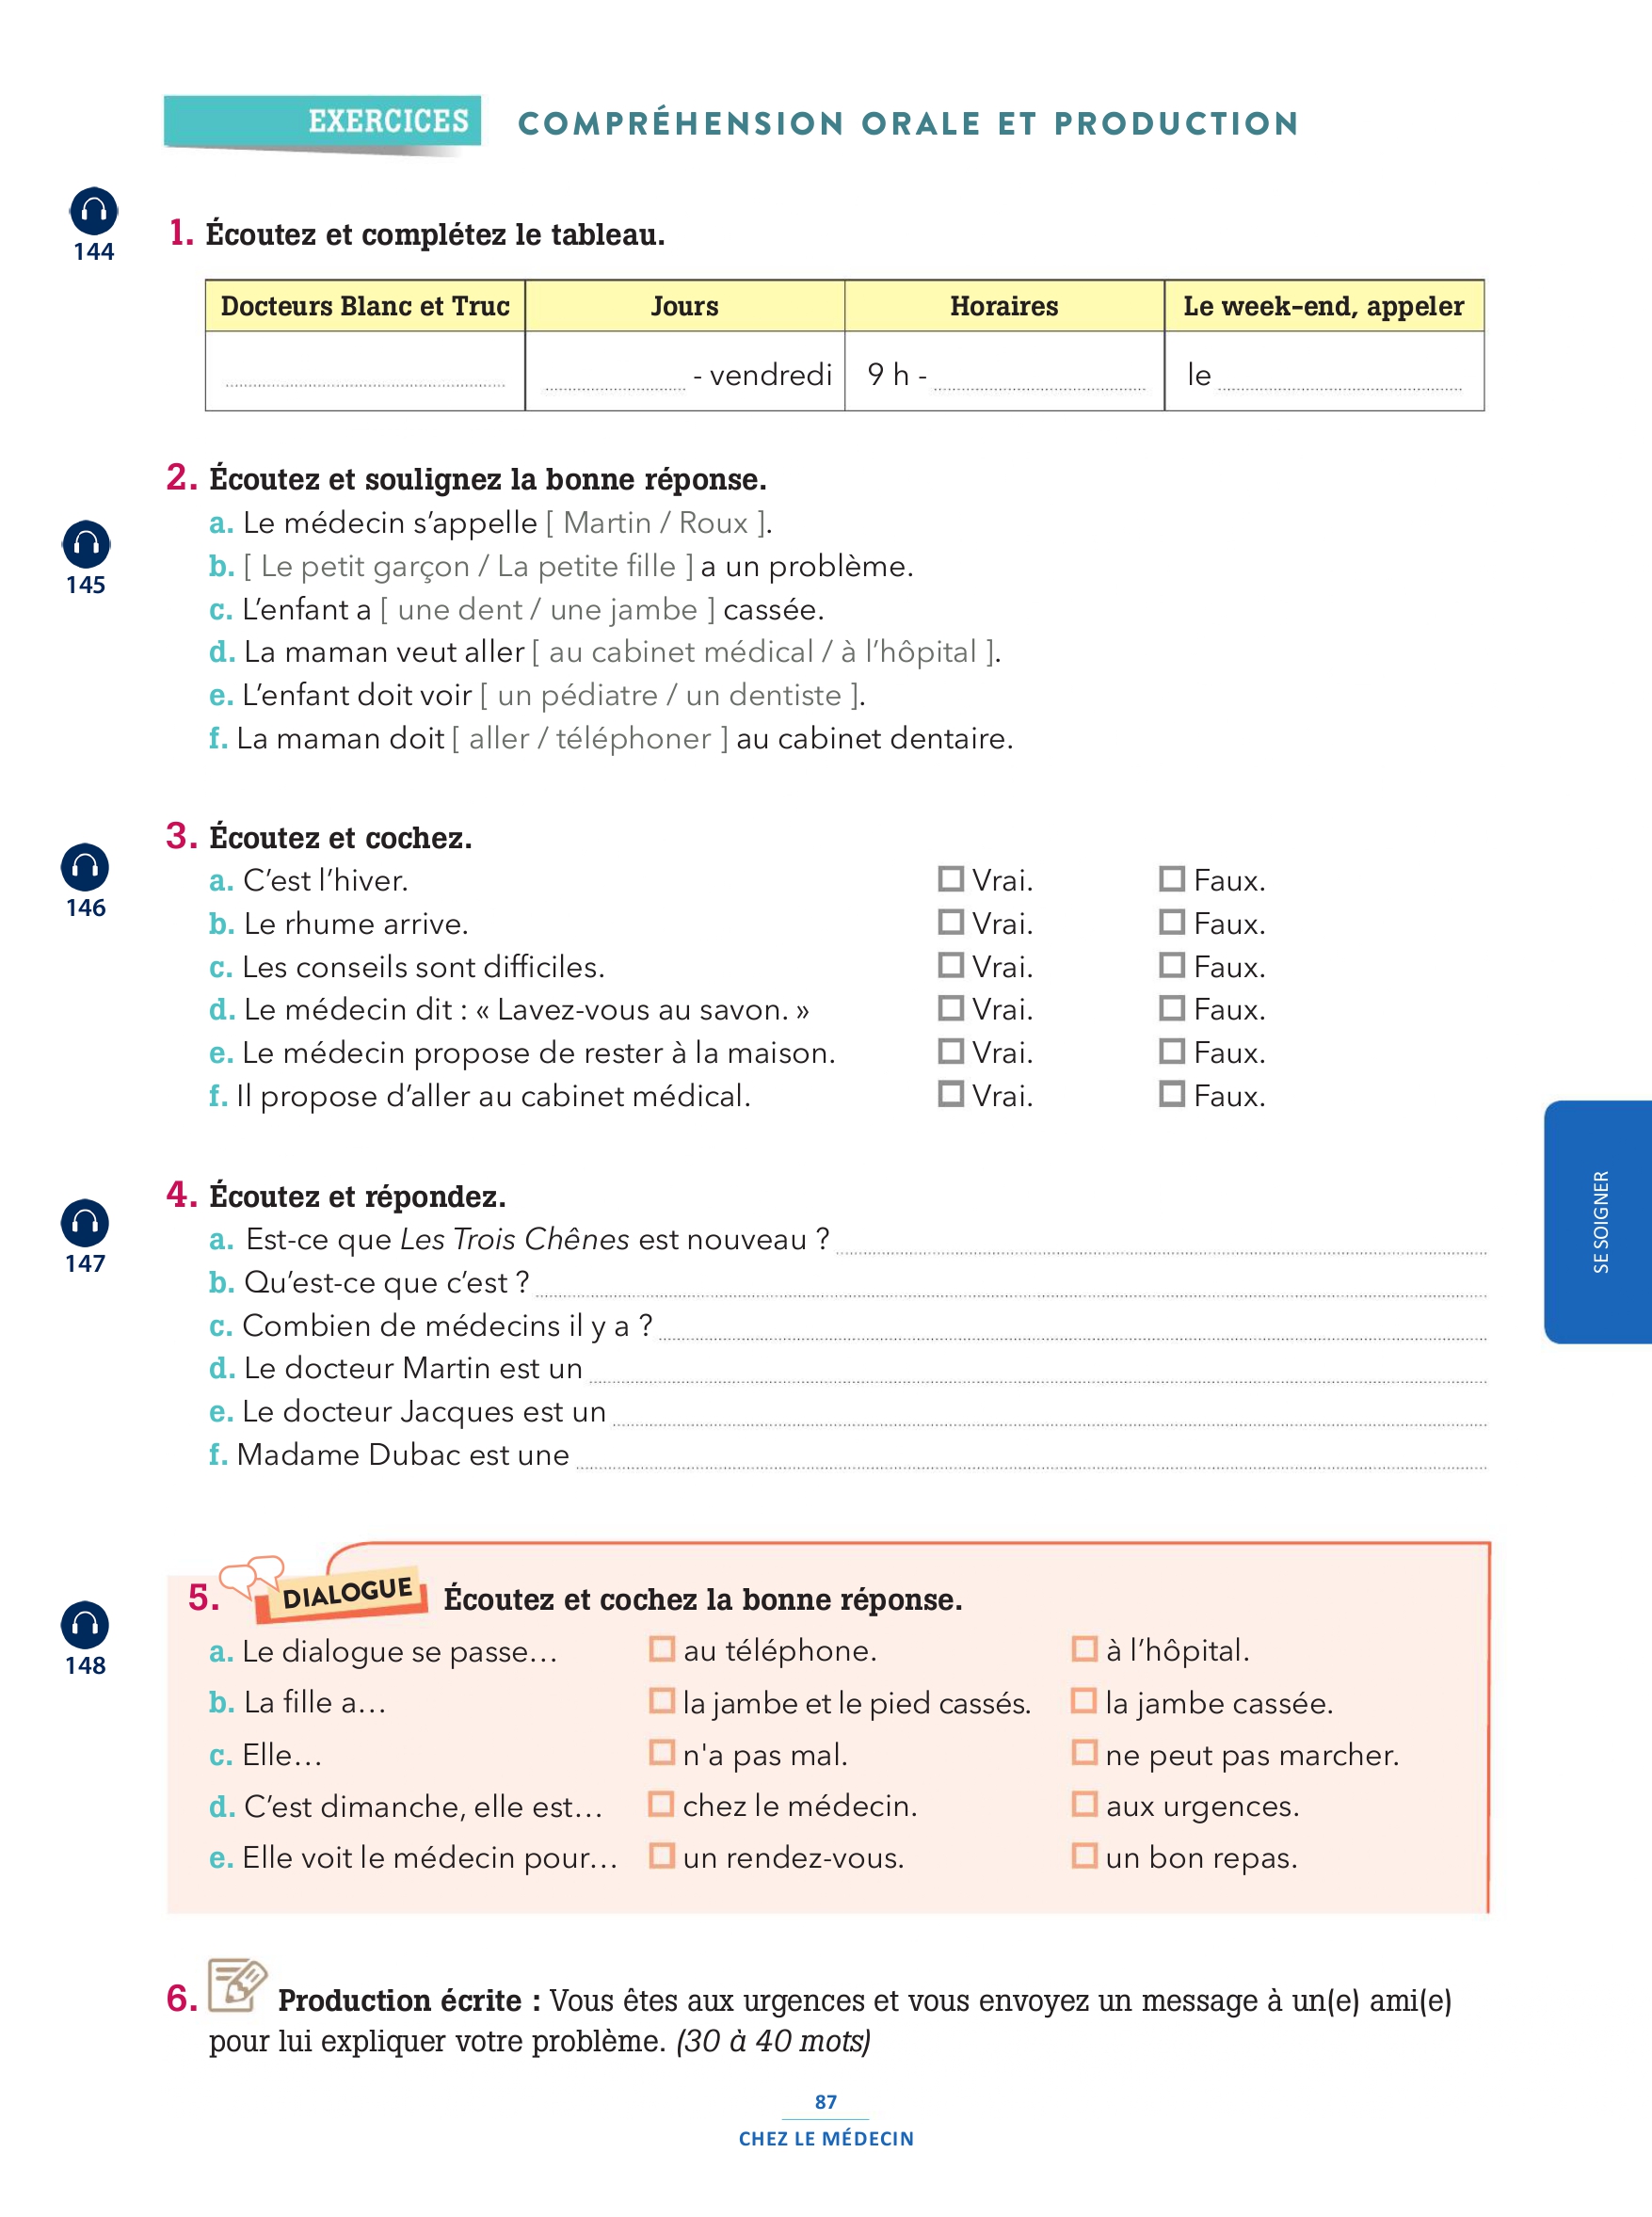 EXERCICES COMPRÉHENSION ORALE ET PRODUCTION
144
1. Écoutez et complétez le tableau.
Docteurs Blanc et Truc Jours Horaires Le week-end, appeler
- vendredi 9 h - le
2. Écoutez et soulignez la bonne réponse.
a. Le médecin s’appelle [ Martin / Roux ].
145
b. [ Le petit garçon / La petite fille ] a un problème.
c. L’enfant a [ une dent / une jambe ] cassée.
d. La maman veut aller [ au cabinet médical / à l’hôpital ].
e. L’enfant doit voir [ un pédiatre / un dentiste ].
f. La maman doit [ aller / téléphoner ] au cabinet dentaire.
3. Écoutez et cochez.
146
a. C’est l’hiver. Vrai. Faux.
b. Le rhume arrive. Vrai. Faux.
c. Les conseils sont difficiles. Vrai. Faux.
d. Le médecin dit : « Lavez-vous au savon. » Vrai. Faux.
e. Le médecin propose de rester à la maison. Vrai. Faux.
f. Il propose d’aller au cabinet médical. Vrai. Faux.
4. Écoutez et répondez.
147
a. Est-ce que Les Trois Chênes est nouveau ?
b. Qu’est-ce que c’est ?
c. Combien de médecins il y a ?
d. Le docteur Martin est un
e. Le docteur Jacques est un
f. Madame Dubac est une
SE SOIGNER
5. DIALOGUE Écoutez et cochez la bonne réponse.
148
a. Le dialogue se passe… au téléphone. à l’hôpital.
b. La fille a… la jambe et le pied cassés. la jambe cassée.
c. Elle… n'a pas mal. ne peut pas marcher.
d. C’est dimanche, elle est… chez le médecin. aux urgences.
e. Elle voit le médecin pour… un rendez-vous. un bon repas.
6. Production écrite : Vous êtes aux urgences et vous envoyez un message à un(e) ami(e)
pour lui expliquer votre problème. (30 à 40 mots)
87
CHEZ LE MÉDECIN